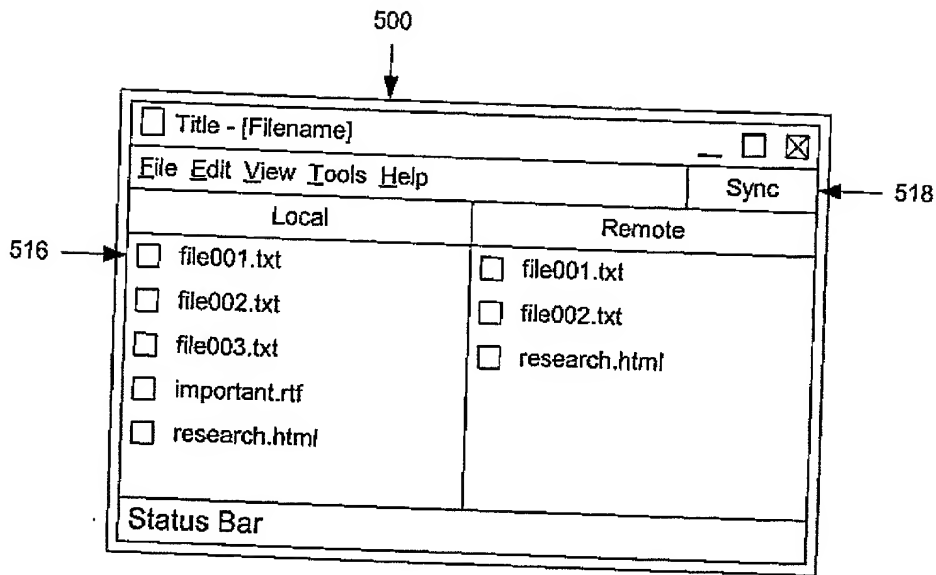 500
Title - [Filename]
File Edit View Tools Help
Sync
518
Local
Remote
516
file001.txt
file002.txt
file003.txt
important.rtf
research.html
file001.txt
file002.txt
research.html
Status Bar